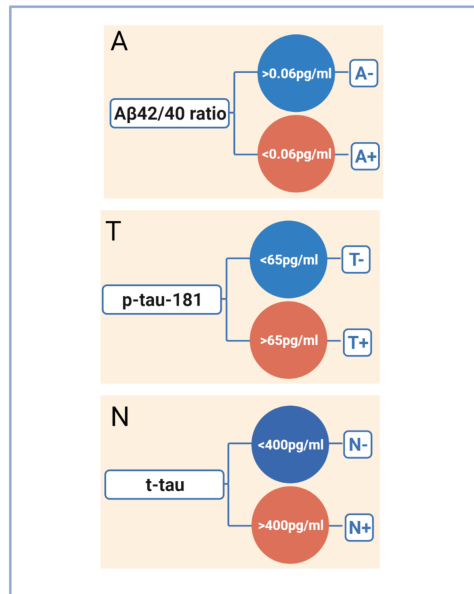 A
Aβ42/40 ratio
>0.06pg/ml
A-
<0.06pg/ml
A+
T
p-tau-181
<65pg/ml
T-
>65pg/ml
T+
N
t-tau
<400pg/ml
N-
>400pg/ml
N+